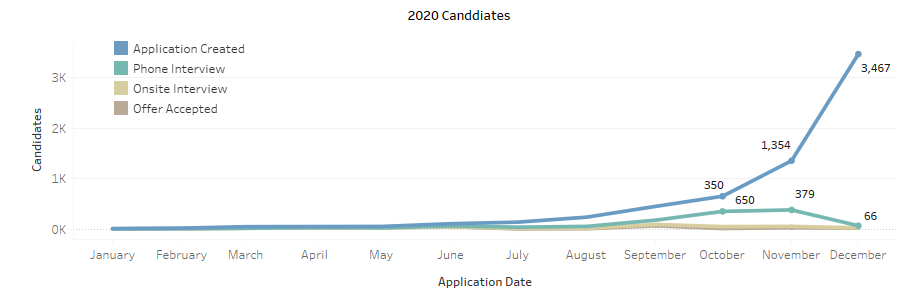 2020 Canddiates
Application Created
Phone Interview
Onsite Interview
Offer Accepted
Candidates
3K
2K
1K
0K
3,467
1,354
350
650
379
66
January February March April May June July August September October November December
Application Date